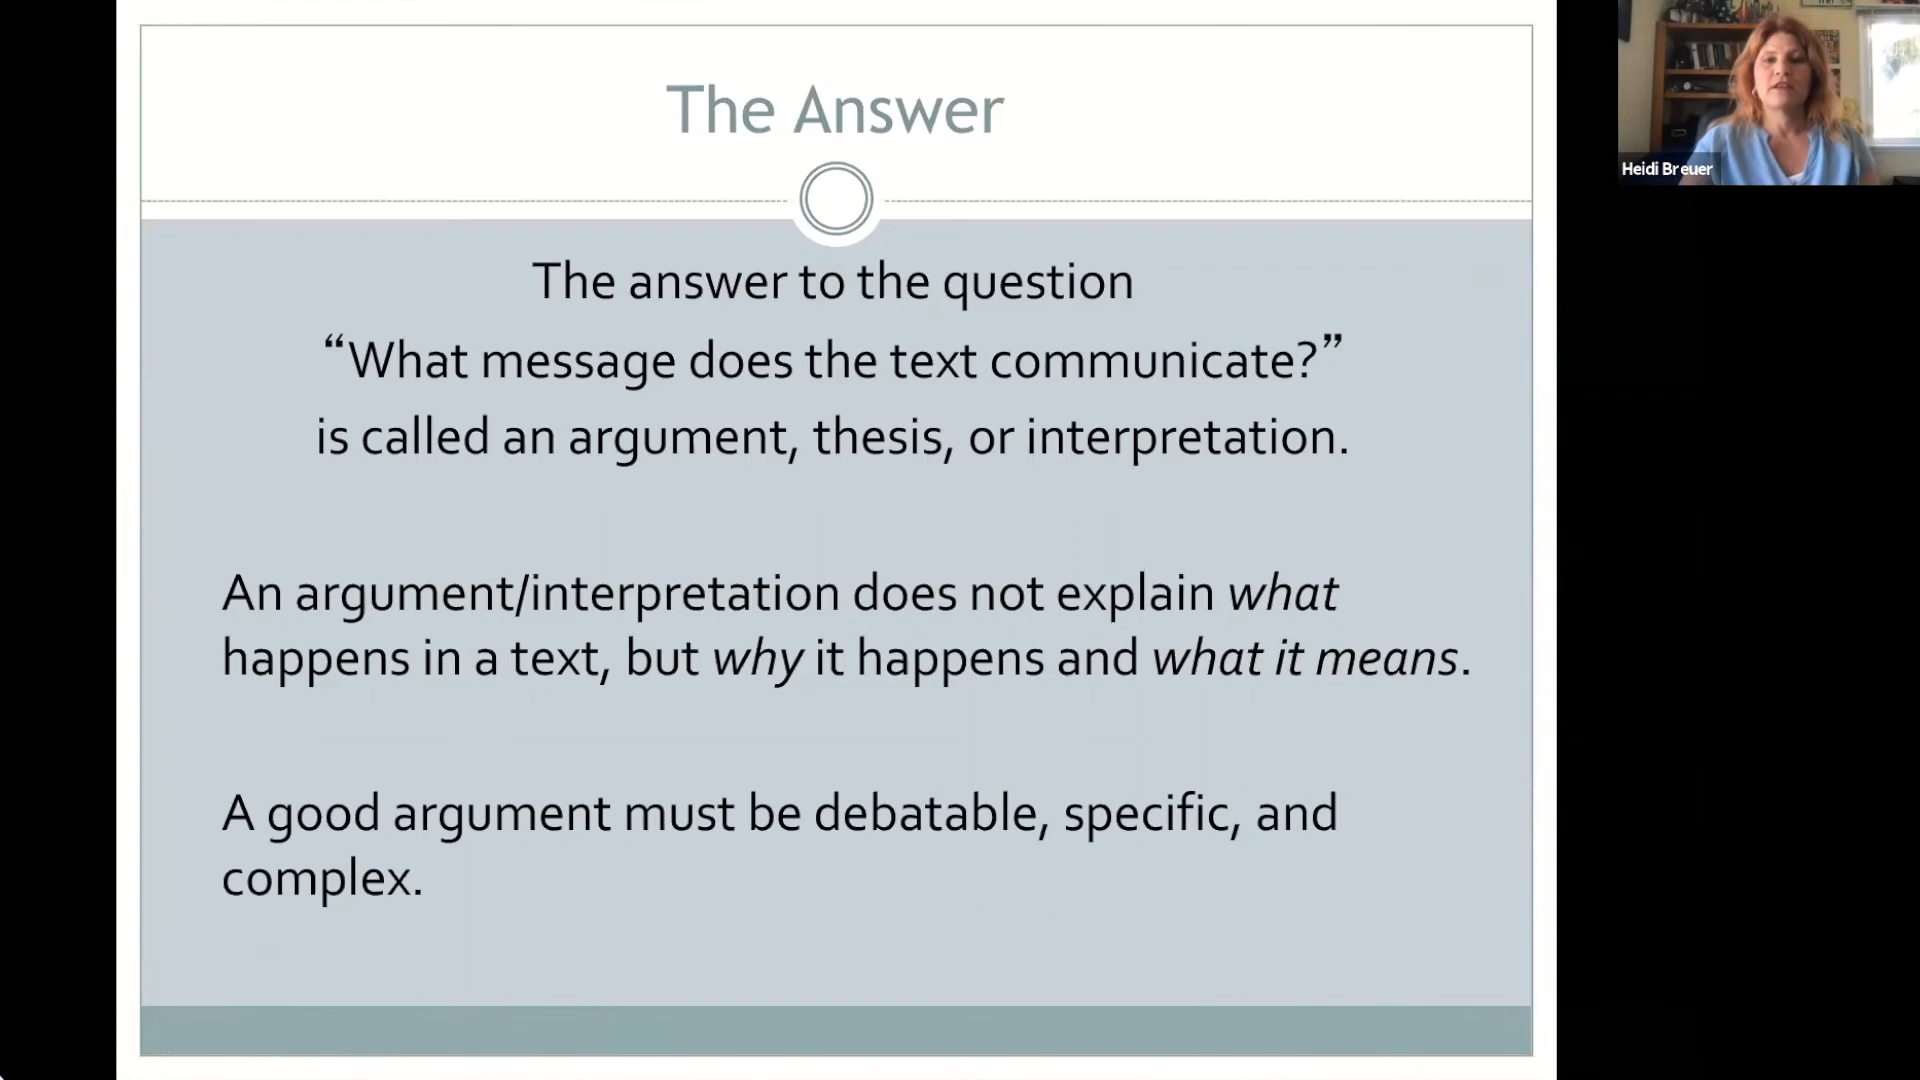 The Answer
The answer to the question
“What message does the text communicate?”
is called an argument, thesis, or interpretation.
An argument/interpretation does not explain what
happens in a text, but why it happens and what it means.
A good argument must be debatable, specific, and
complex.
Heidi Breuer